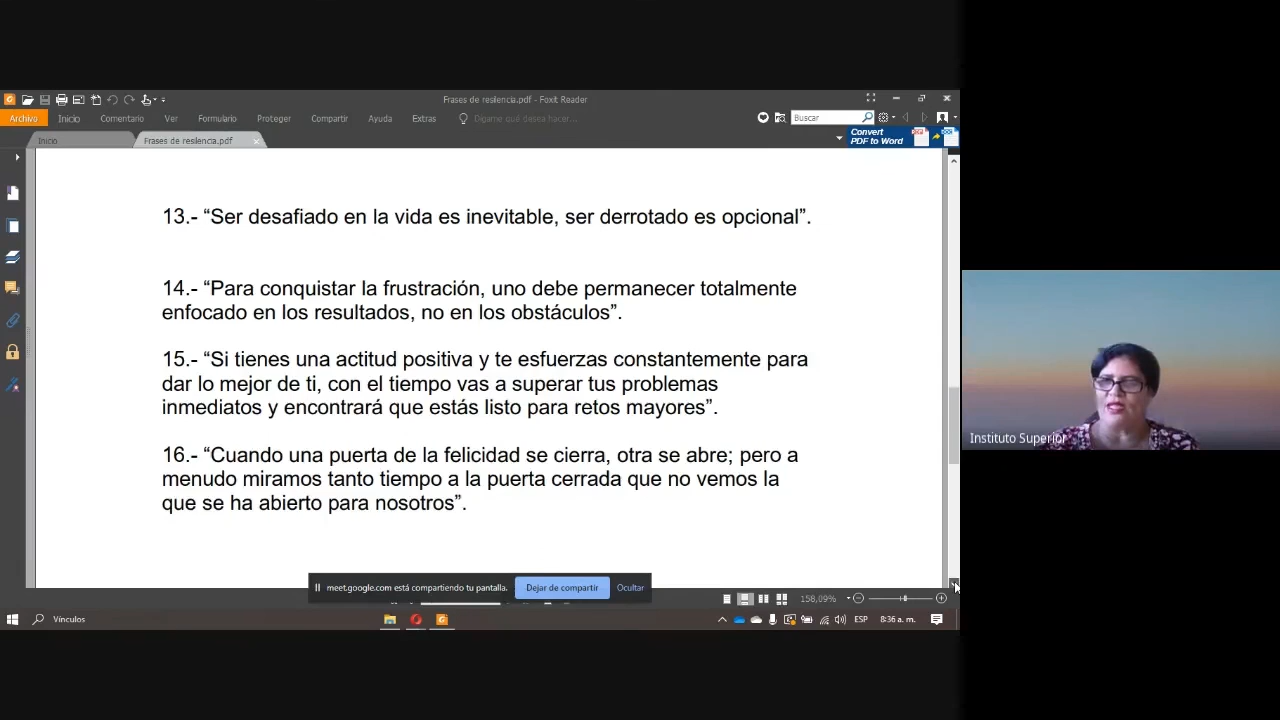 Frases de resilencia.pdf - Foxit Reader
Archivo Inicio Comentario Ver Formulario Proteger Compartir Ayuda Extras Dígame qué desea hacer... Buscar
Inicio Frases de resilencia.pdf
Convert
PDF to Word
13.- “Ser desafiado en la vida es inevitable, ser derrotado es opcional”.
14.- “Para conquistar la frustración, uno debe permanecer totalmente
enfocado en los resultados, no en los obstáculos”.
15.- “Si tienes una actitud positiva y te esfuerzas constantemente para
dar lo mejor de ti, con el tiempo vas a superar tus problemas
inmediatos y encontrará que estás listo para retos mayores”.
16.- “Cuando una puerta de la felicidad se cierra, otra se abre; pero a
menudo miramos tanto tiempo a la puerta cerrada que no vemos la
que se ha abierto para nosotros”.
Instituto Superior
meet.google.com está compartiendo tu pantalla. Dejar de compartir Ocultar
158,09%
Vínculos ESP 8:36 a. m.